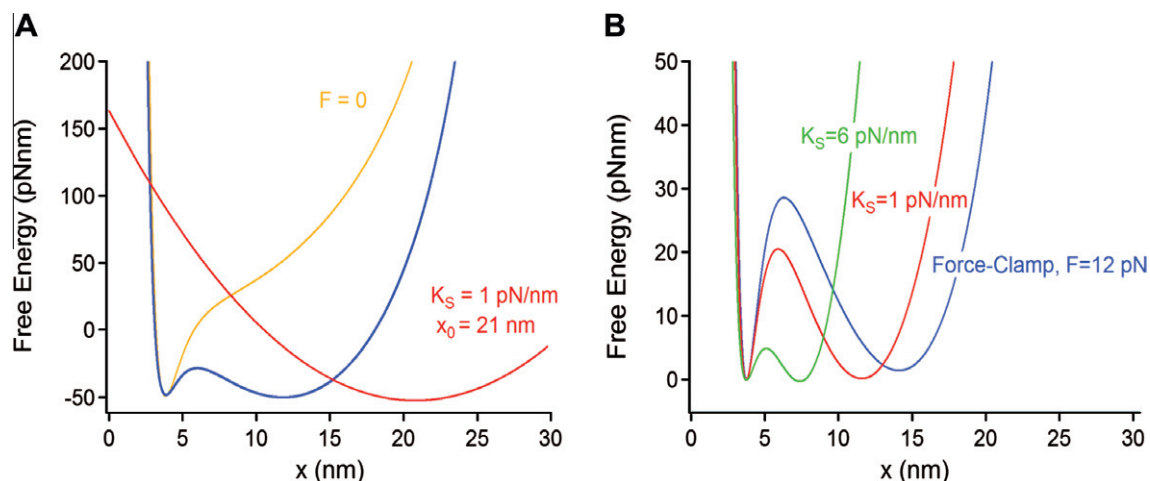 A
200
150
100
50
0
-50
Free Energy (pNnm)
F = 0
K_S = 1 pN/nm
x_0 = 21 nm
0 5 10 15 20 25 30
x (nm)
B
50
40
30
20
10
0
Free Energy (pNnm)
K_S=6 pN/nm
K_S=1 pN/nm
Force-Clamp, F=12 pN
0 5 10 15 20 25 30
x (nm)